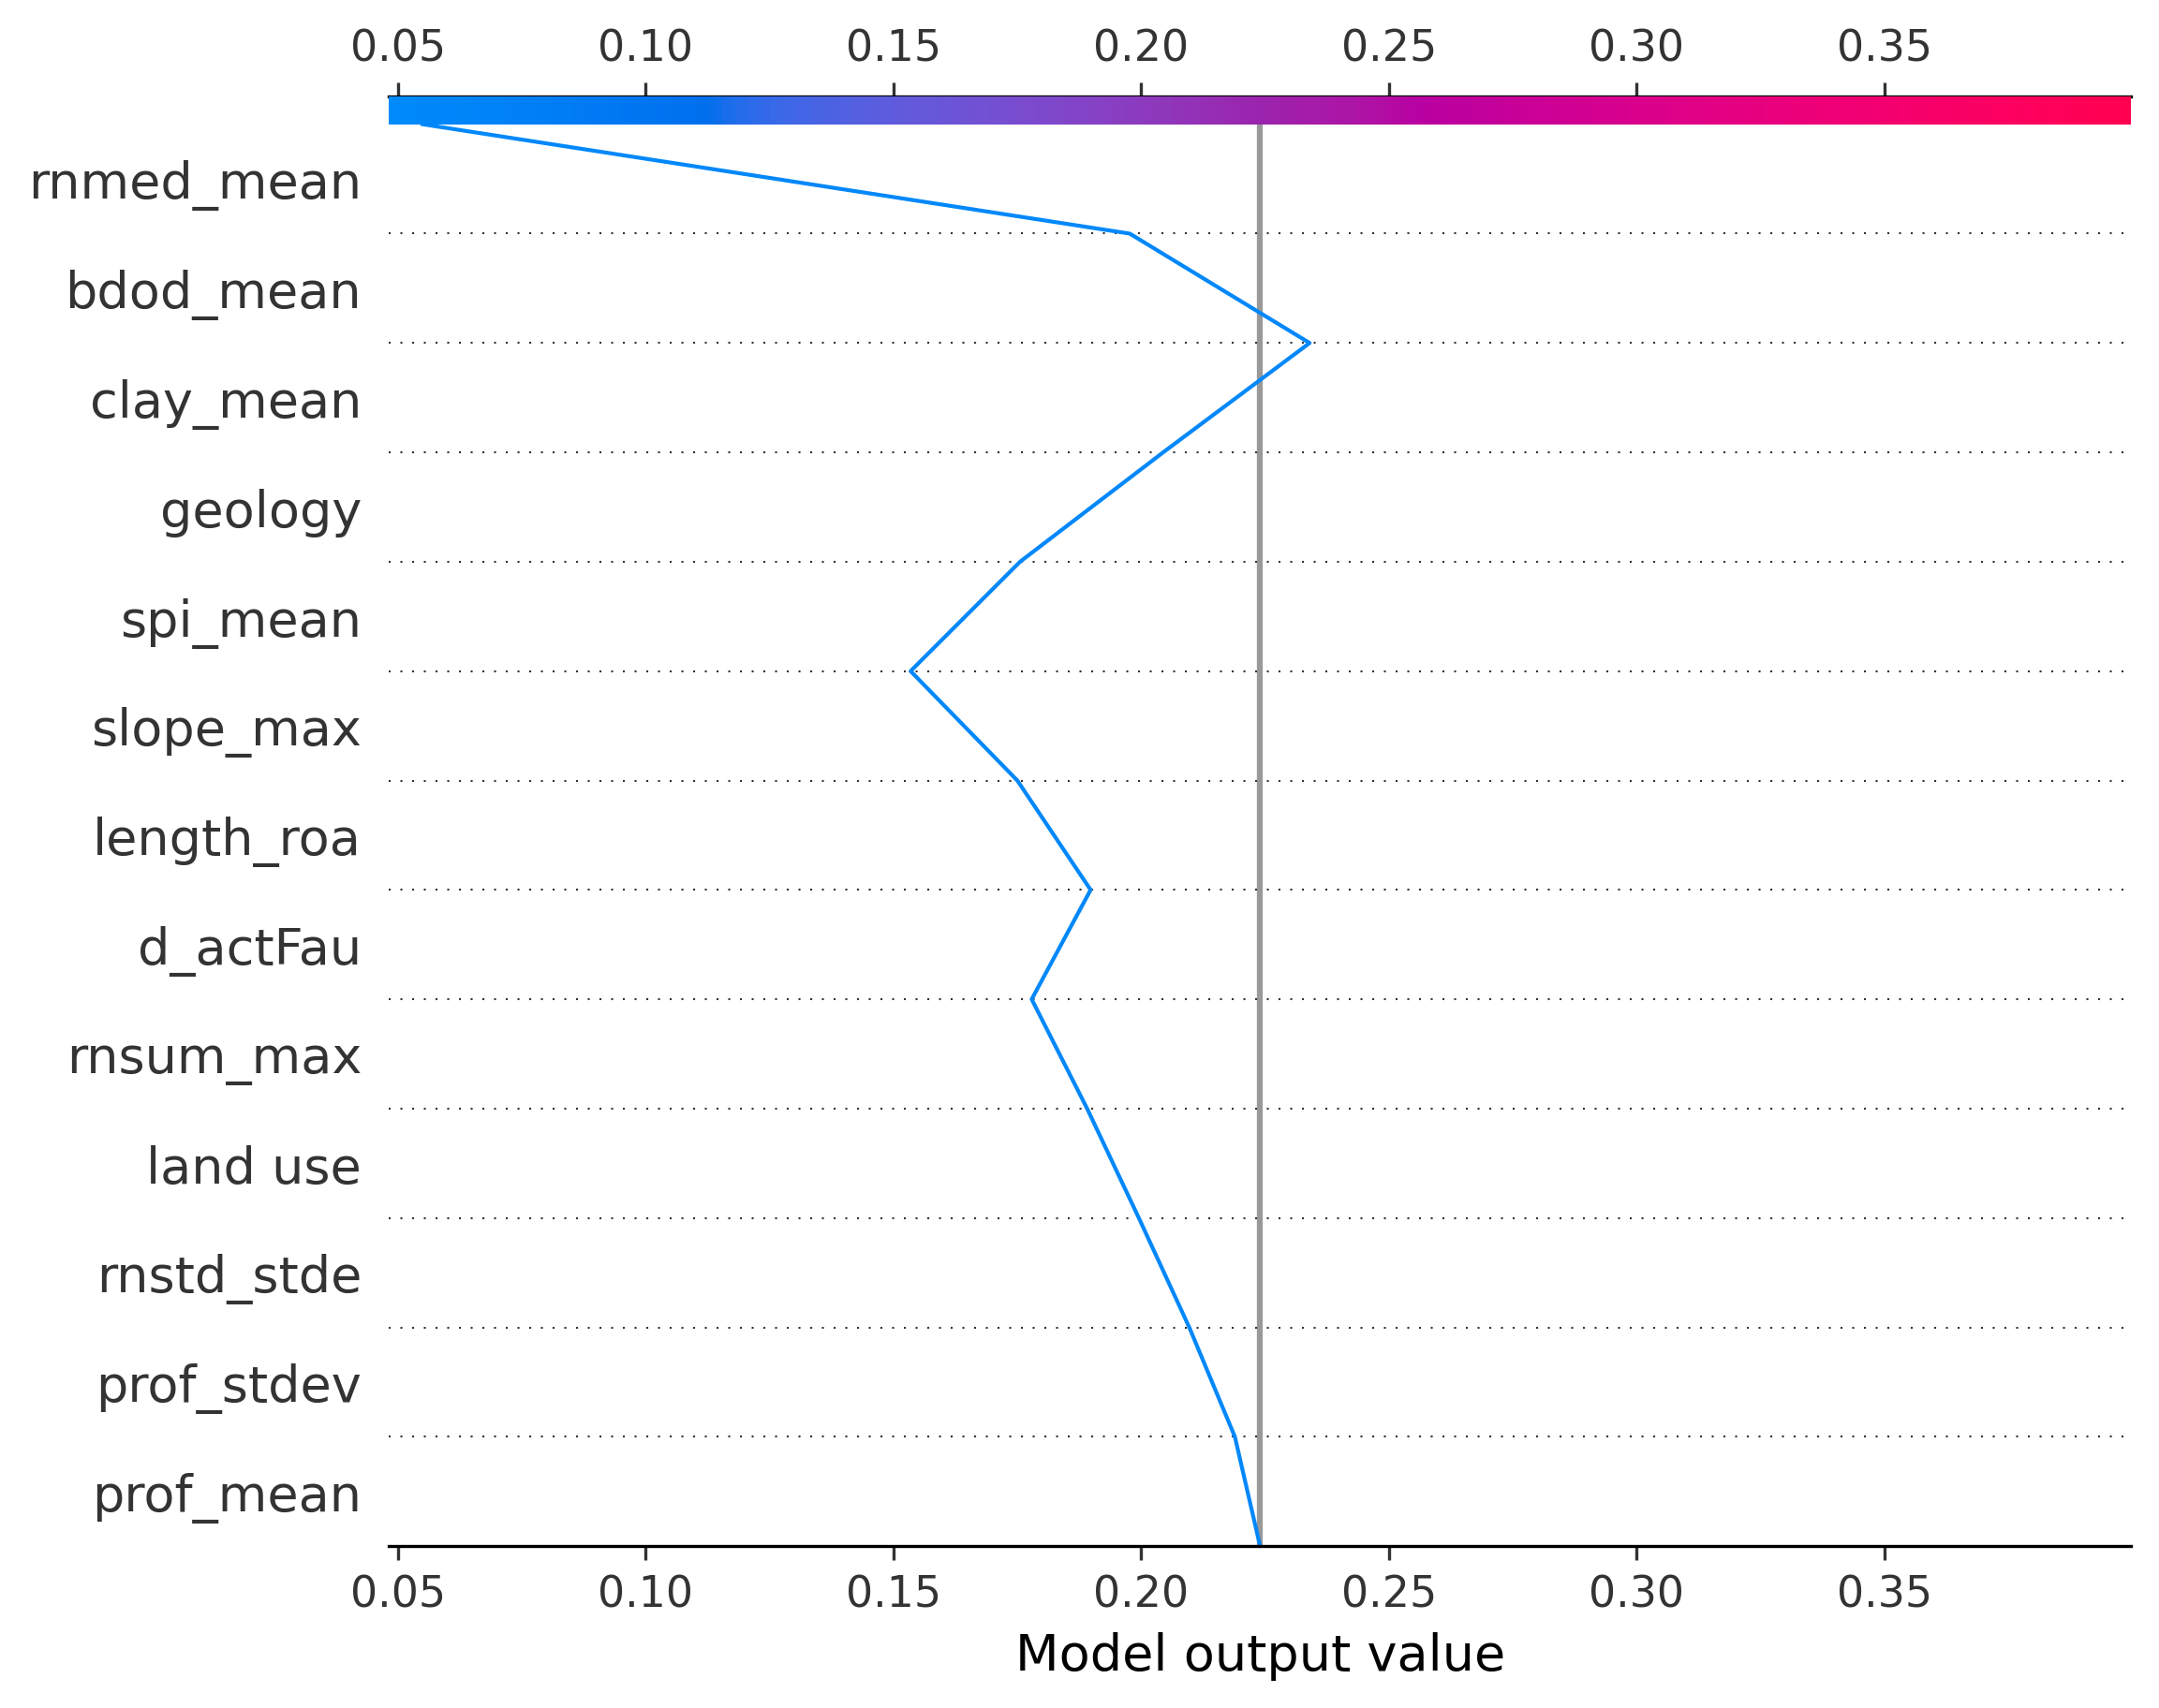 0.05 0.10 0.15 0.20 0.25 0.30 0.35
rnmed_mean
bdod_mean
clay_mean
geology
spi_mean
slope_max
length_roa
d_actFau
rnsum_max
land use
rnstd_stde
prof_stdev
prof_mean
0.05 0.10 0.15 0.20 0.25 0.30 0.35
Model output value